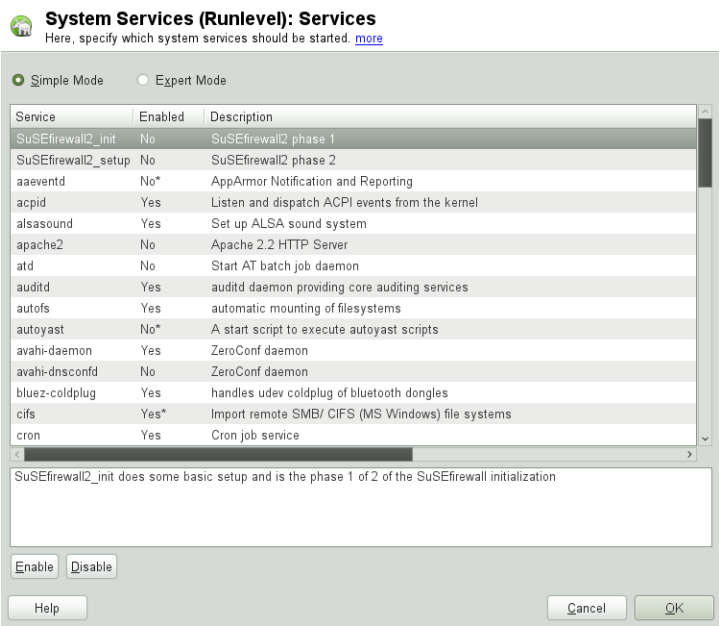 System Services (Runlevel): Services
Here, specify which system services should be started. more
Simple Mode Expert Mode
Service Enabled Description
SuSEfirewall2_init No SuSEfirewall2 phase 1
SuSEfirewall2_setup No SuSEfirewall2 phase 2
aaeventd No* AppArmor Notification and Reporting
acpid Yes Listen and dispatch ACPI events from the kernel
alsasound Yes Set up ALSA sound system
apache2 No Apache 2.2 HTTP Server
atd No Start AT batch job daemon
auditd Yes auditd daemon providing core auditing services
autofs Yes automatic mounting of filesystems
autoyast No* A start script to execute autoyast scripts
avahi-daemon Yes ZeroConf daemon
avahi-dnsconfd No ZeroConf daemon
bluez-coldplug Yes handles udev coldplug of bluetooth dongles
cifs Yes* Import remote SMB/ CIFS (MS Windows) file systems
cron Yes Cron job service
SuSEfirewall2_init does some basic setup and is the phase 1 of 2 of the SuSEfirewall initialization
Enable Disable
Help Cancel OK